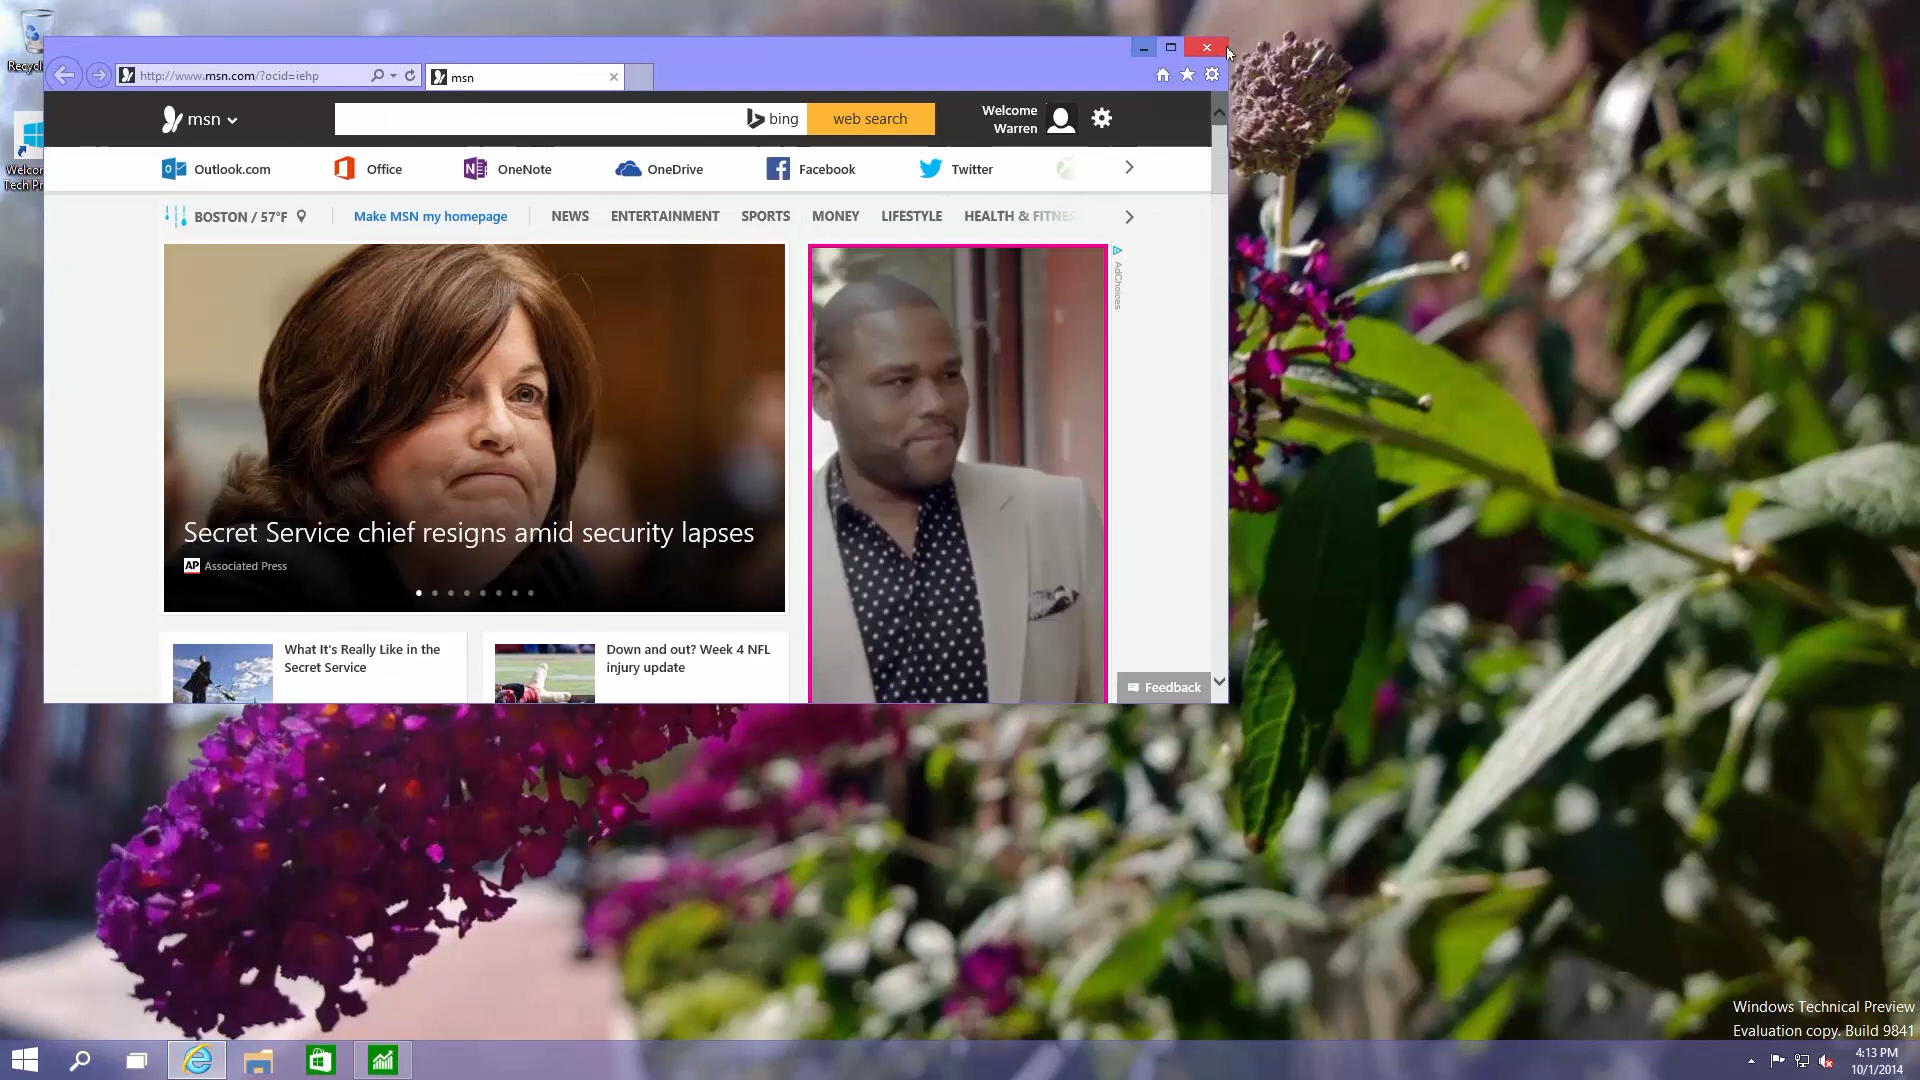 Recycl
Welcor
Tech Pr
http://www.msn.com/?ocid=iehp
msn
msn
bing
web search
Welcome
Warren
Outlook.com
Office
OneNote
OneDrive
Facebook
Twitter
BOSTON / 57°F
Make MSN my homepage
NEWS
ENTERTAINMENT
SPORTS
MONEY
LIFESTYLE
HEALTH & FITNES
AdChoices
Secret Service chief resigns amid security lapses
AP Associated Press
What It's Really Like in the
Secret Service
Down and out? Week 4 NFL
injury update
Feedback
Windows Technical Preview
Evaluation copy. Build 9841
4:13 PM
10/1/2014